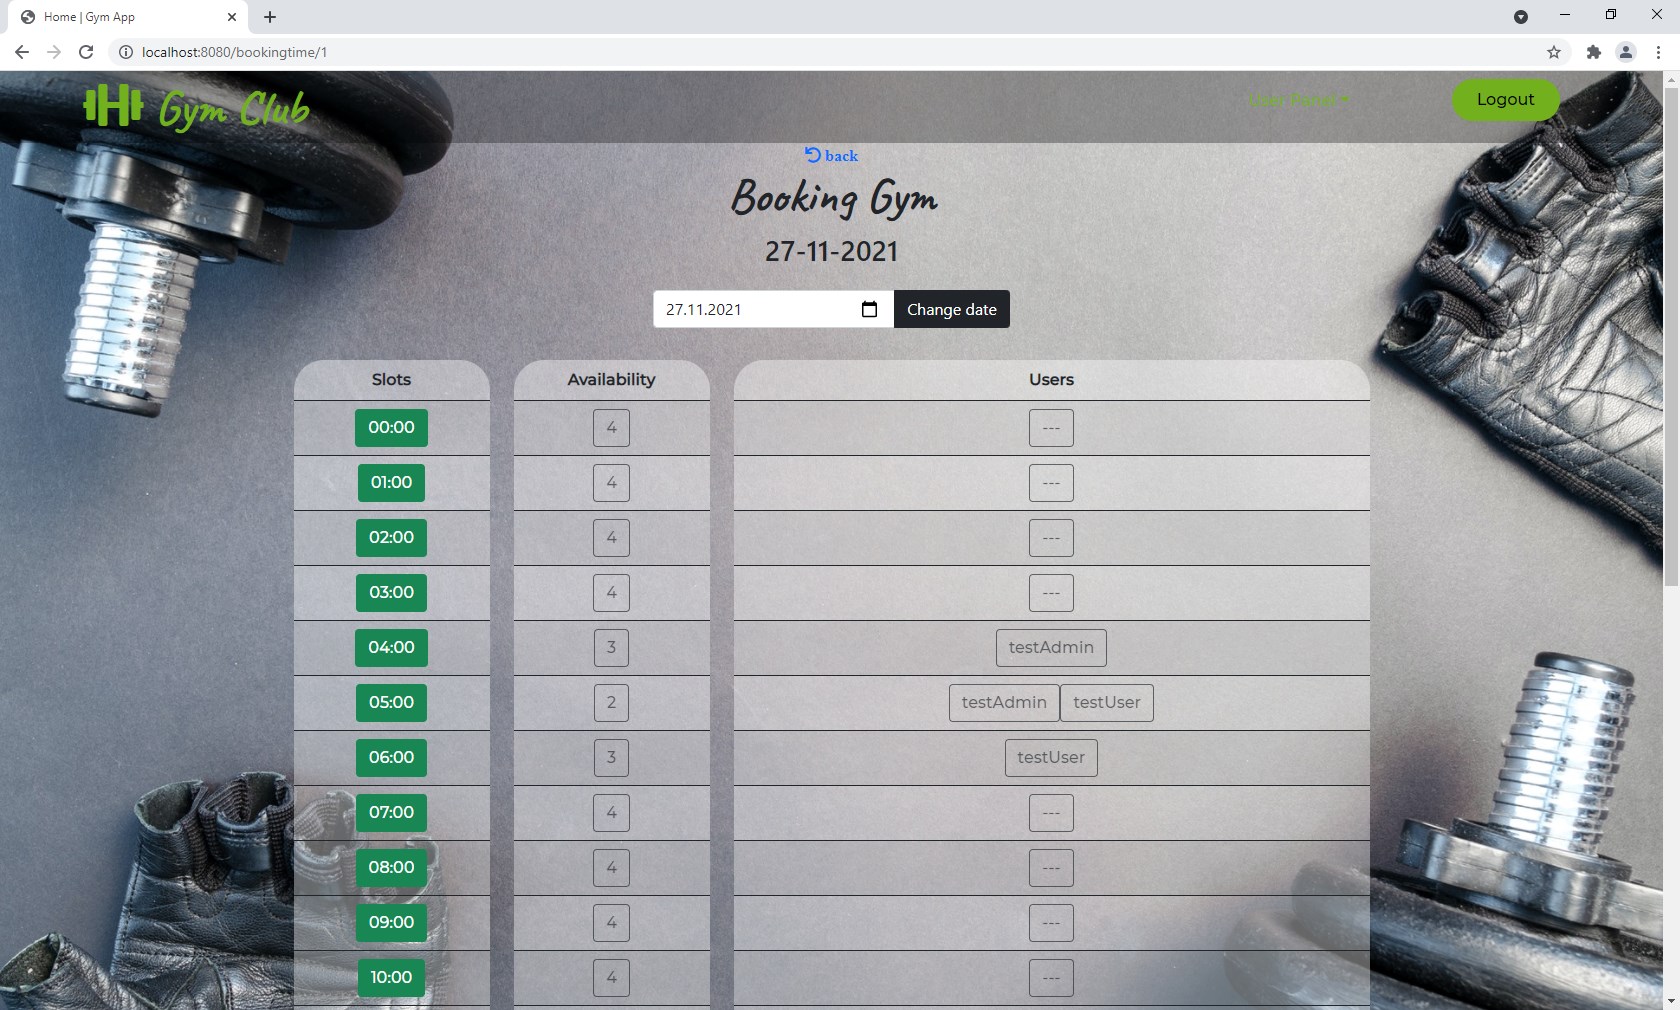 Home | Gym App
localhost:8080/bookingtime/1
Gym Club
User Panel
Logout
back
Booking Gym
27-11-2021
27.11.2021 Change date
Slots Availability Users
00:00 4 ---
01:00 4 ---
02:00 4 ---
03:00 4 ---
04:00 3 testAdmin
05:00 2 testAdmin testUser
06:00 3 testUser
07:00 4 ---
08:00 4 ---
09:00 4 ---
10:00 4 ---